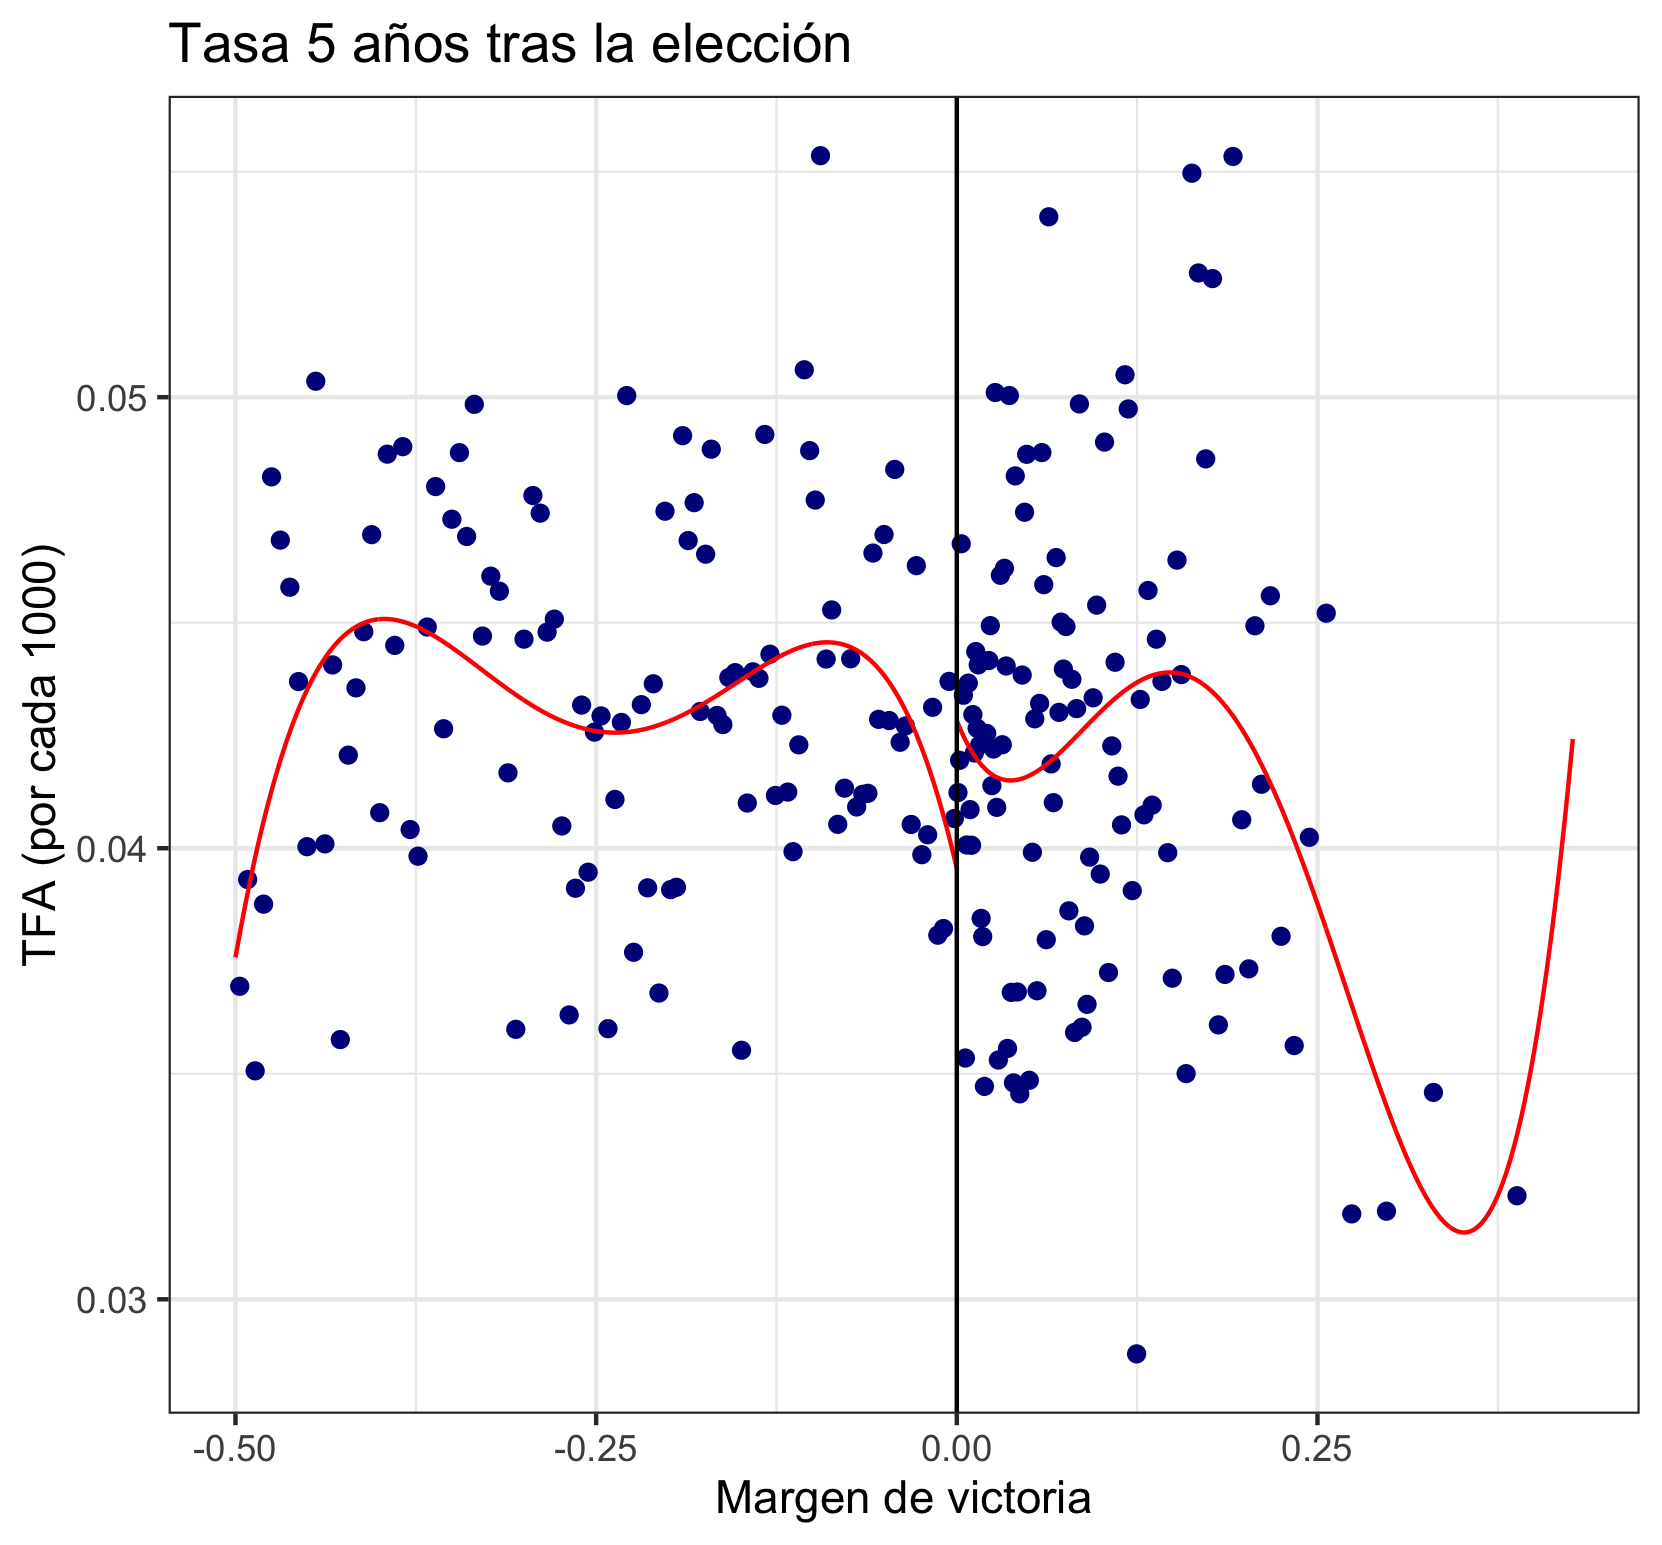 Tasa 5 años tras la elección
TFA (por cada 1000)
0.05
0.04
0.03
-0.50
-0.25
0.00
0.25
Margen de victoria